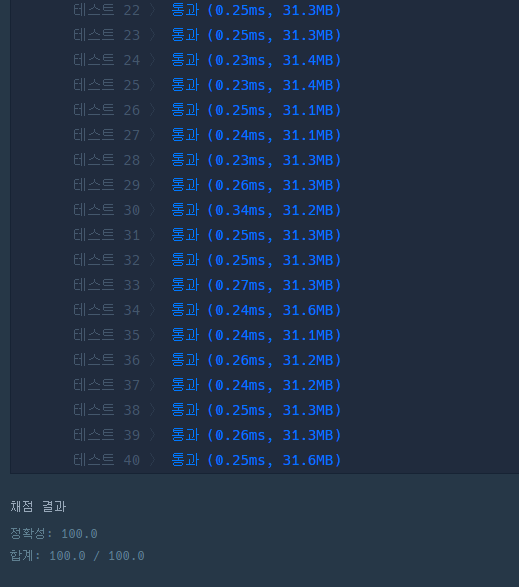 테스트 22 〉 통과 (0.25ms, 31.3MB)
테스트 23 〉 통과 (0.25ms, 31.3MB)
테스트 24 〉 통과 (0.23ms, 31.4MB)
테스트 25 〉 통과 (0.23ms, 31.4MB)
테스트 26 〉 통과 (0.25ms, 31.1MB)
테스트 27 〉 통과 (0.24ms, 31.1MB)
테스트 28 〉 통과 (0.23ms, 31.3MB)
테스트 29 〉 통과 (0.26ms, 31.3MB)
테스트 30 〉 통과 (0.34ms, 31.2MB)
테스트 31 〉 통과 (0.25ms, 31.3MB)
테스트 32 〉 통과 (0.25ms, 31.3MB)
테스트 33 〉 통과 (0.27ms, 31.3MB)
테스트 34 〉 통과 (0.24ms, 31.6MB)
테스트 35 〉 통과 (0.24ms, 31.1MB)
테스트 36 〉 통과 (0.26ms, 31.2MB)
테스트 37 〉 통과 (0.24ms, 31.2MB)
테스트 38 〉 통과 (0.25ms, 31.3MB)
테스트 39 〉 통과 (0.26ms, 31.3MB)
테스트 40 〉 통과 (0.25ms, 31.6MB)
채점 결과
정확성: 100.0
합계: 100.0 / 100.0